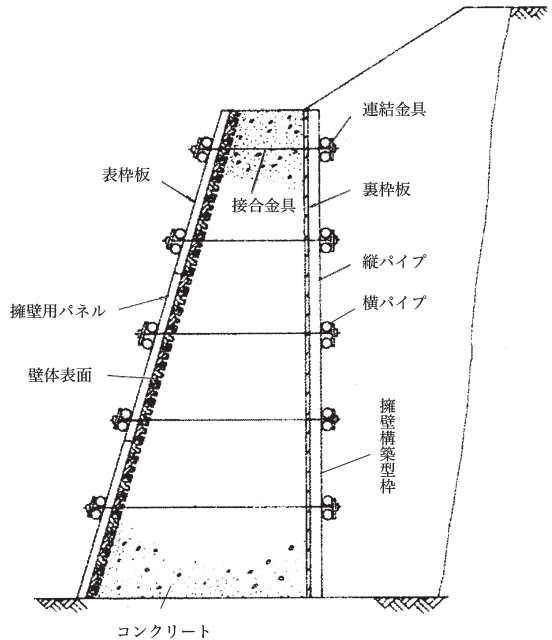 連結金具
表枠板
裏枠板
接合金具
縦パイプ
擁壁用パネル
横パイプ
壁体表面
擁壁構築型枠
コンクリート